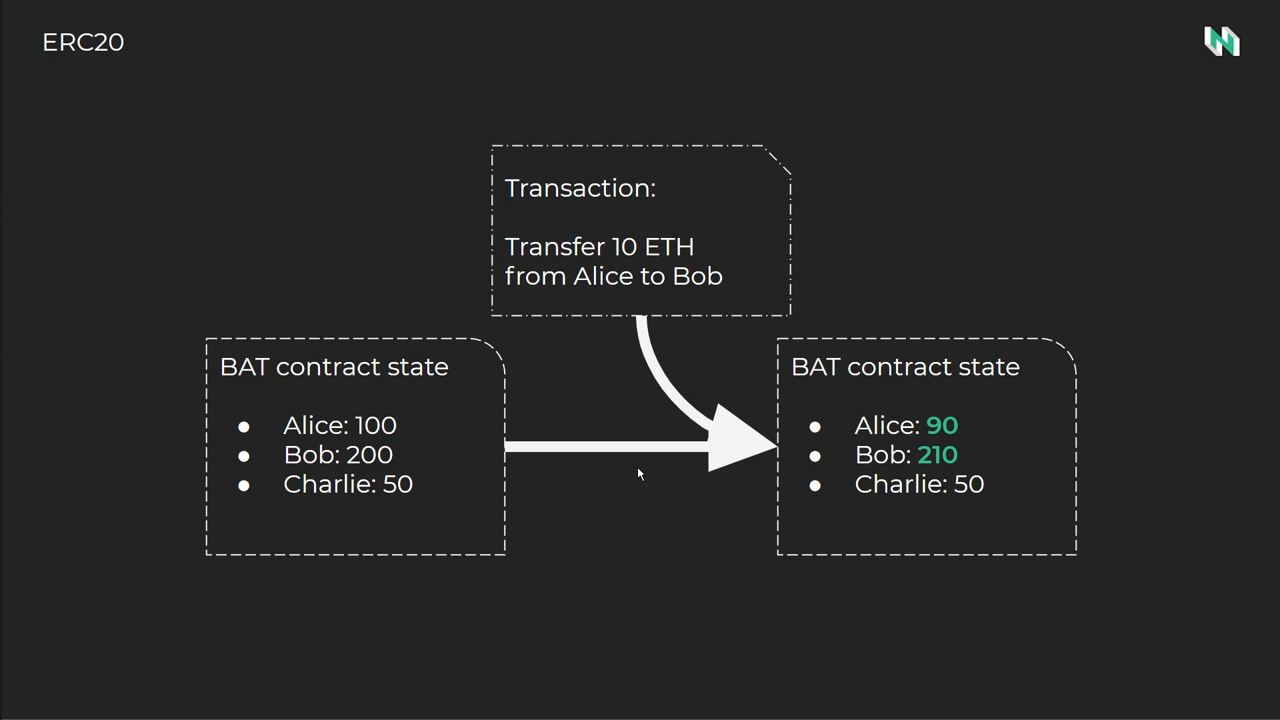 ERC20
Transaction:
Transfer 10 ETH
from Alice to Bob
BAT contract state
● Alice: 100
● Bob: 200
● Charlie: 50
BAT contract state
● Alice: 90
● Bob: 210
● Charlie: 50